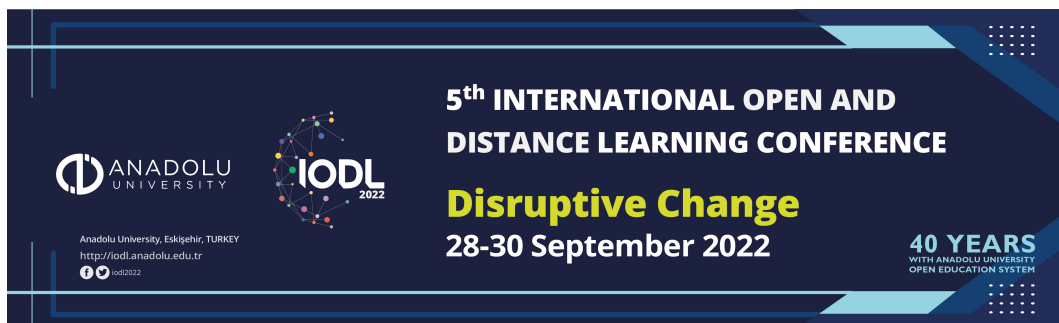 ANADOLU
UNIVERSITY
IODL
2022
Anadolu University, Eskişehir, TURKEY
http://iodl.anadolu.edu.tr
iodl2022
5th INTERNATIONAL OPEN AND
DISTANCE LEARNING CONFERENCE
Disruptive Change
28-30 September 2022
40 YEARS
WITH ANADOLU UNIVERSITY
OPEN EDUCATION SYSTEM